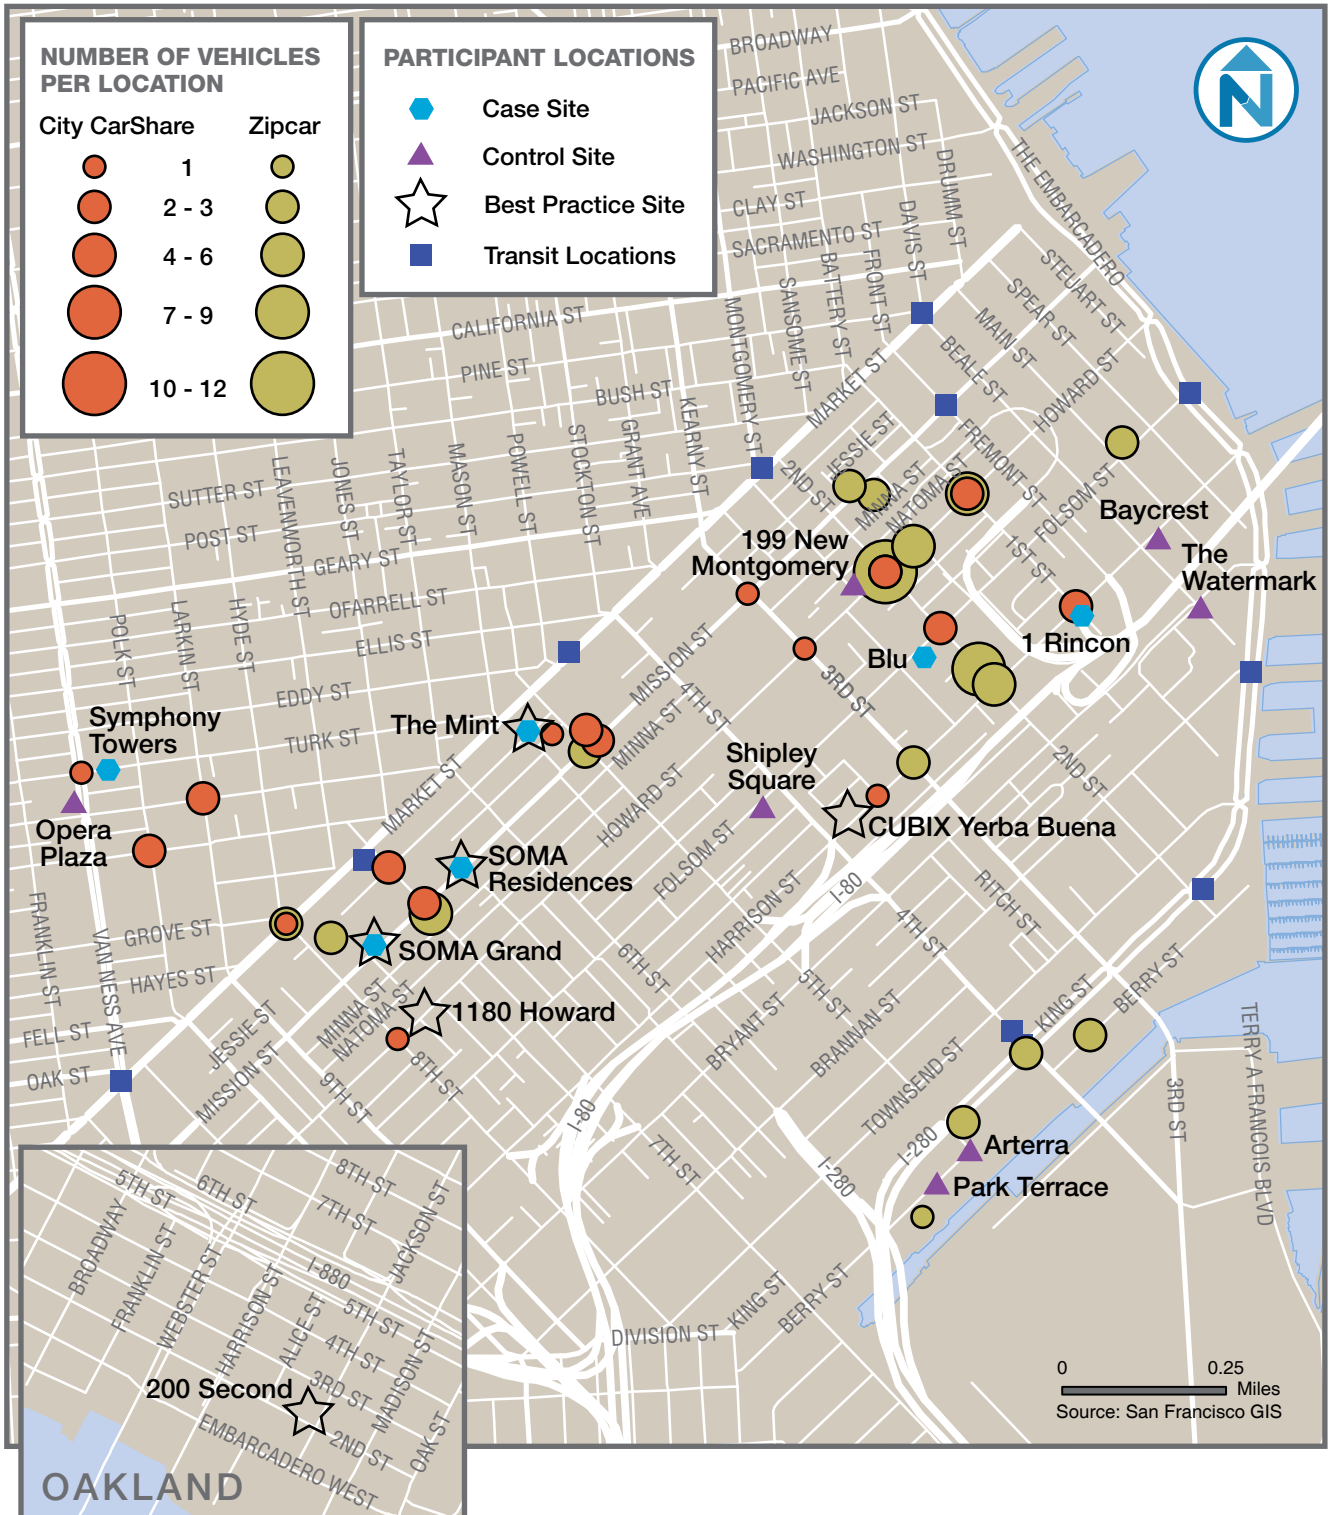 NUMBER OF VEHICLES
PER LOCATION
City CarShare
Zipcar
1
2 - 3
4 - 6
7 - 9
10 - 12
PARTICIPANT LOCATIONS
Case Site
Control Site
Best Practice Site
Transit Locations
N
BROADWAY
PACIFIC AVE
JACKSON ST
WASHINGTON ST
CLAY ST
SACRAMENTO ST
DRUMM ST
DAVIS ST
FRONT ST
BATTERY ST
SANSOME ST
MONTGOMERY ST
THE EMBARCADERO
STEUART ST
SPEAR ST
MAIN ST
BEALE ST
HOWARD ST
FREMONT ST
FOLSOM ST
1ST ST
CALIFORNIA ST
PINE ST
BUSH ST
KEARNY ST
GRANT AVE
STOCKTON ST
POWELL ST
MASON ST
TAYLOR ST
JONES ST
LEAVENWORTH ST
SUTTER ST
POST ST
GEARY ST
OFARRELL ST
ELLIS ST
EDDY ST
TURK ST
HYDE ST
LARKIN ST
POLK ST
MARKET ST
JESSIE ST
2ND ST
MINNA ST
NATOMA ST
199 New
Montgomery
Baycrest
The
Watermark
1 Rincon
Blu
MISSION ST
4TH ST
3RD ST
MINNA ST
HOWARD ST
FOLSOM ST
The Mint
Symphony
Towers
Opera
Plaza
MARKET ST
Shipley
Square
CUBIX Yerba Buena
2ND ST
SOMA
Residences
SOMA Grand
1180 Howard
HARRISON ST
I-80
RITCH ST
4TH ST
5TH ST
6TH ST
BRYANT ST
BRANNAN ST
TOWNSEND ST
KING ST
BERRY ST
FRANKLIN ST
VAN NESS AVE
GROVE ST
HAYES ST
FELL ST
OAK ST
JESSIE ST
MISSION ST
MINNA ST
NATOMA ST
8TH ST
9TH ST
I-80
7TH ST
I-280
I-280
Arterra
Park Terrace
3RD ST
TERRY A FRANCOIS BLVD
DIVISION ST
KING ST
BERRY ST
0
0.25
Miles
Source: San Francisco GIS
5TH ST
6TH ST
8TH ST
7TH ST
JACKSON ST
BROADWAY
FRANKLIN ST
WEBSTER ST
HARRISON ST
ALICE ST
I-880
5TH ST
4TH ST
3RD ST
MADISON ST
OAK ST
2ND ST
200 Second
EMBARCADERO WEST
OAKLAND